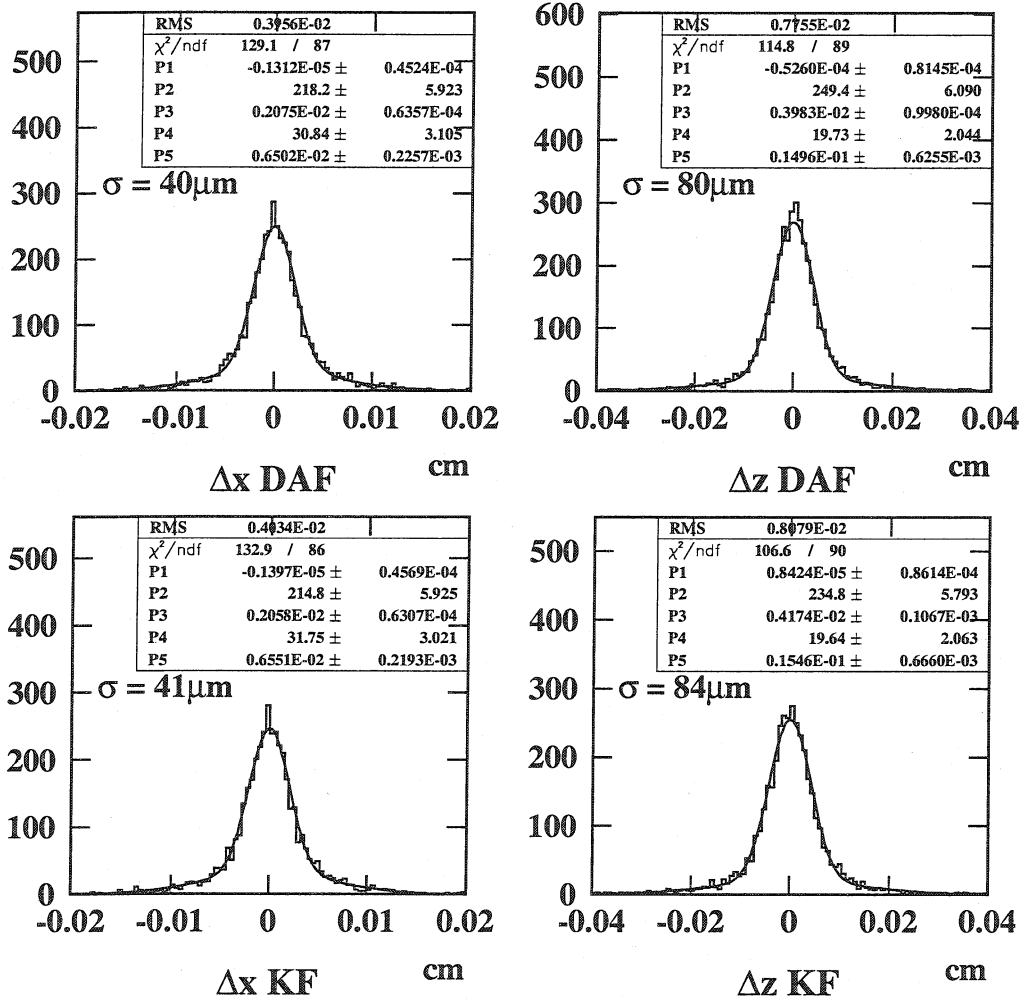 RMS 0.3956E-02
χ²/ndf 129.1 / 87
P1 -0.1312E-05 ± 0.4524E-04
P2 218.2 ± 5.923
P3 0.2075E-02 ± 0.6357E-04
P4 30.84 ± 3.105
P5 0.6502E-02 ± 0.2257E-03
σ = 40μm
500
400
300
200
100
0
-0.02 -0.01 0 0.01 0.02
Δx DAF cm
RMS 0.7755E-02
χ²/ndf 114.8 / 89
P1 -0.5260E-04 ± 0.8145E-04
P2 249.4 ± 6.090
P3 0.3983E-02 ± 0.9980E-04
P4 19.73 ± 2.044
P5 0.1496E-01 ± 0.6255E-03
σ = 80μm
600
500
400
300
200
100
0
-0.04 -0.02 0 0.02 0.04
Δz DAF cm
RMS 0.4034E-02
χ²/ndf 132.9 / 86
P1 -0.1397E-05 ± 0.4569E-04
P2 214.8 ± 5.925
P3 0.2058E-02 ± 0.6307E-04
P4 31.75 ± 3.021
P5 0.6551E-02 ± 0.2193E-03
σ = 41μm
500
400
300
200
100
0
-0.02 -0.01 0 0.01 0.02
Δx KF cm
RMS 0.8079E-02
χ²/ndf 106.6 / 90
P1 0.8424E-05 ± 0.8614E-04
P2 234.8 ± 5.793
P3 0.4174E-02 ± 0.1067E-03
P4 19.64 ± 2.063
P5 0.1546E-01 ± 0.6660E-03
σ = 84μm
500
400
300
200
100
0
-0.04 -0.02 0 0.02 0.04
Δz KF cm